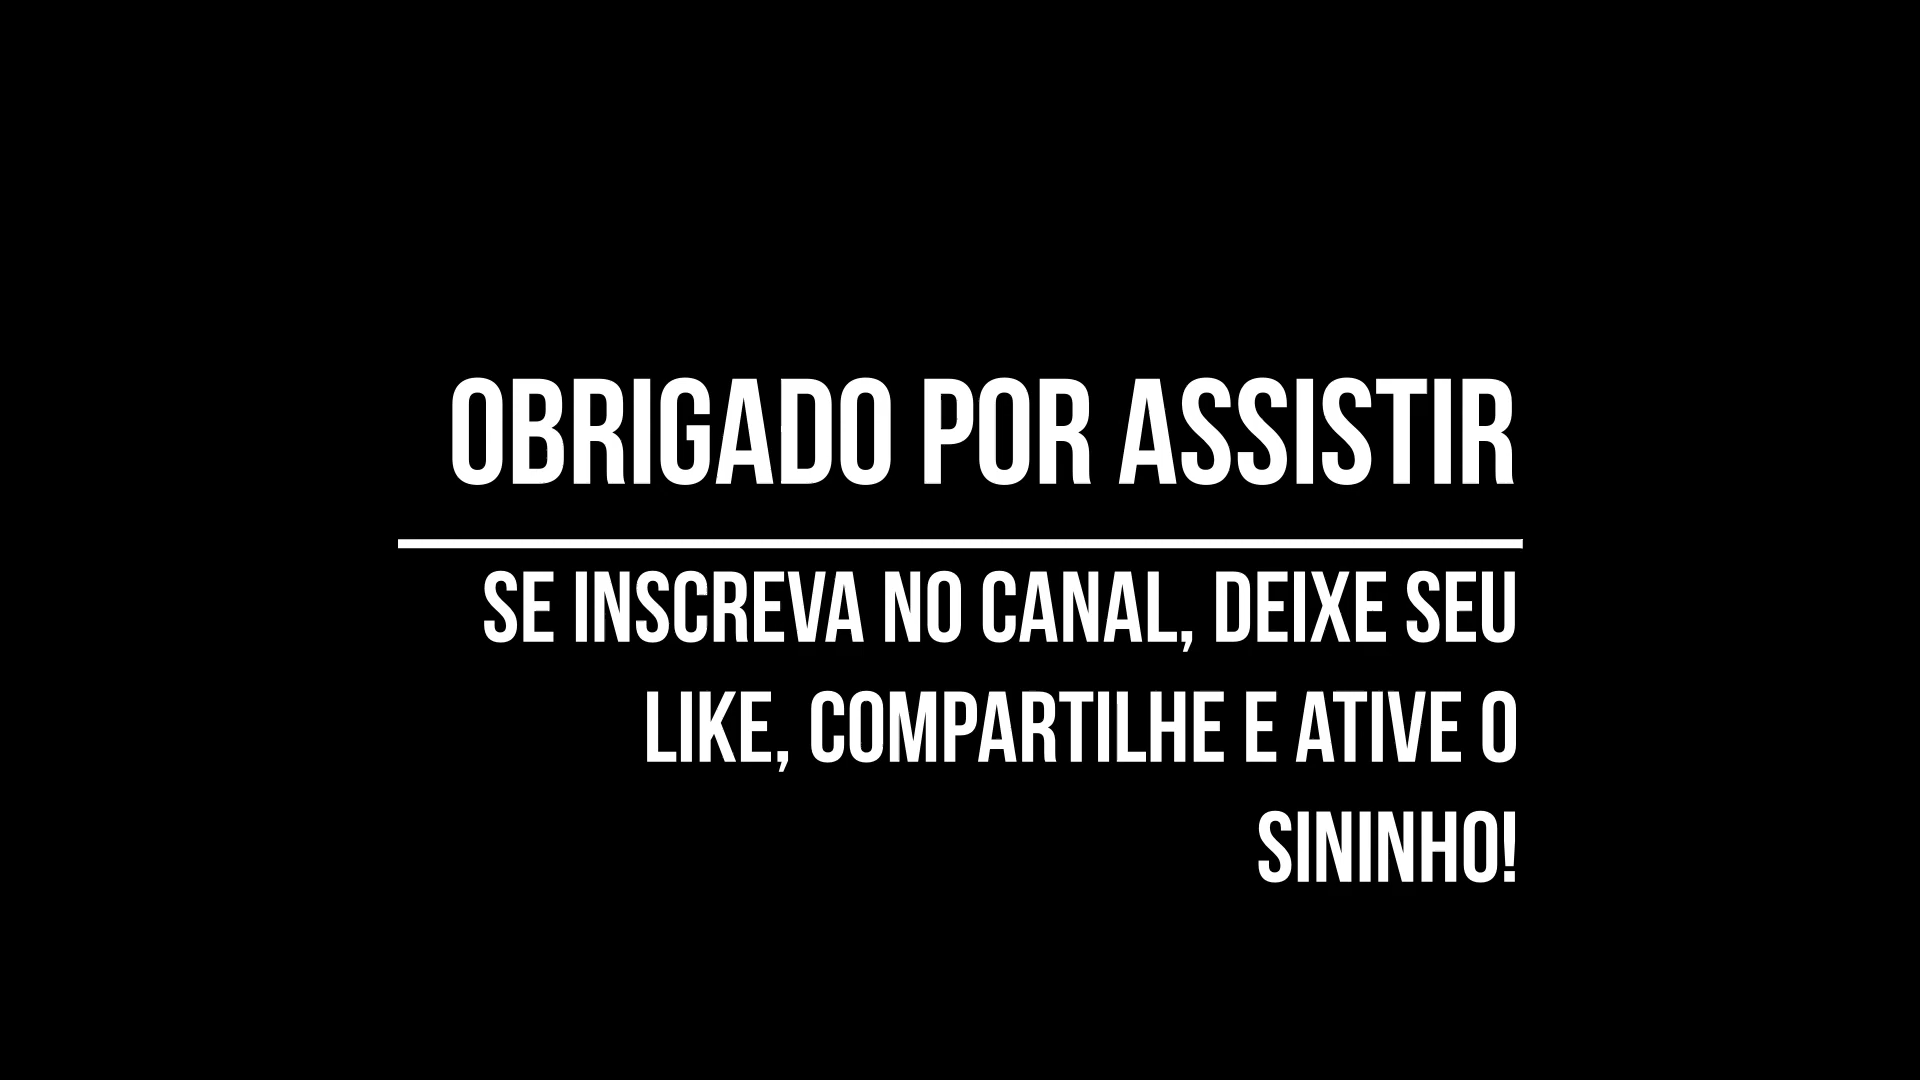 OBRIGADO POR ASSISTIR
SE INSCREVA NO CANAL, DEIXE SEU
LIKE, COMPARTILHE E ATIVE O
SININHO!